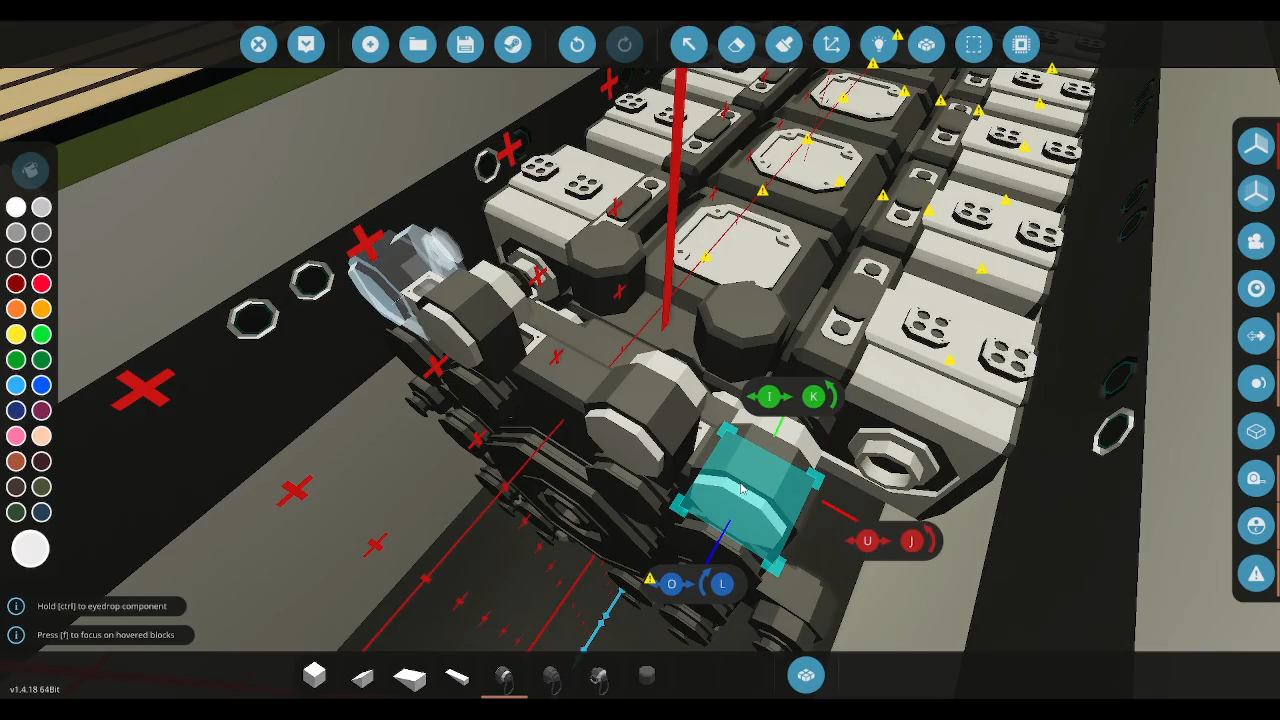 I K
U J
O L
Hold [ctrl] to eyedrop component
Press [f] to focus on hovered blocks
v1.4.18 64Bit